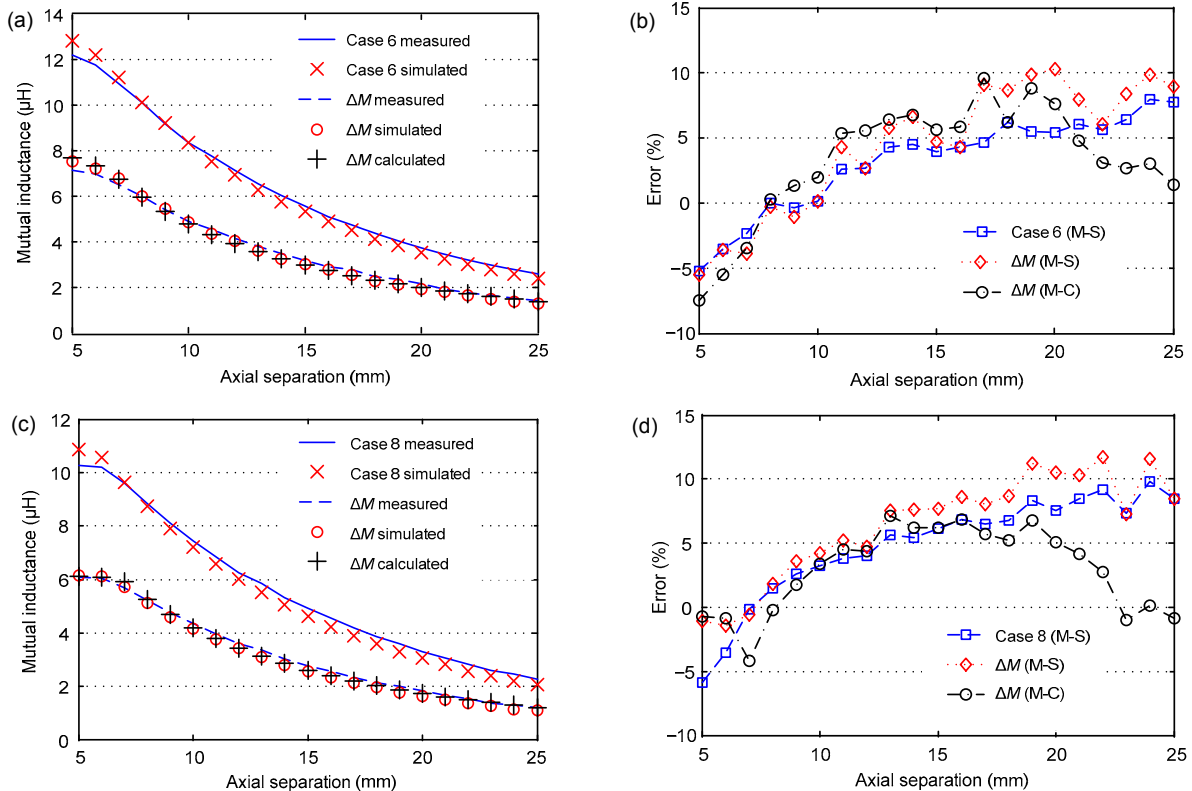 (a)
Mutual inductance (μH)
14
12
10
8
6
4
2
0
Case 6 measured
Case 6 simulated
ΔM measured
ΔM simulated
ΔM calculated
5 10 15 20 25
Axial separation (mm)
(b)
Error (%)
15
10
5
0
−5
−10
Case 6 (M-S)
ΔM (M-S)
ΔM (M-C)
5 10 15 20 25
Axial separation (mm)
(c)
Mutual inductance (μH)
12
10
8
6
4
2
0
Case 8 measured
Case 8 simulated
ΔM measured
ΔM simulated
ΔM calculated
5 10 15 20 25
Axial separation (mm)
(d)
Error (%)
15
10
5
0
−5
−10
Case 8 (M-S)
ΔM (M-S)
ΔM (M-C)
5 10 15 20 25
Axial separation (mm)